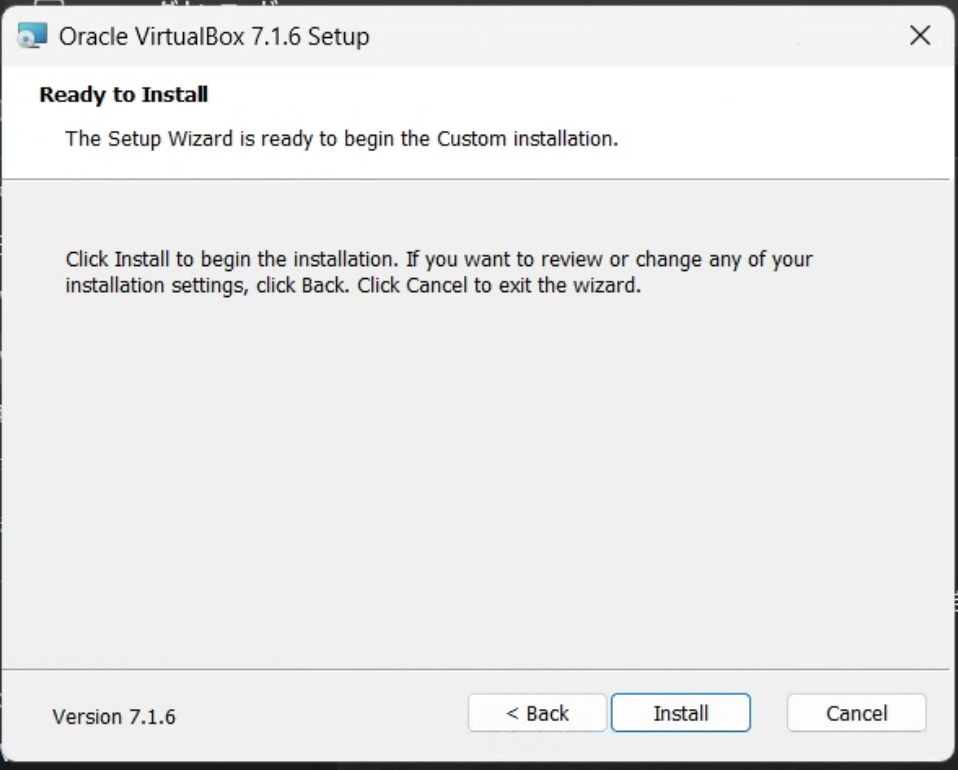 Oracle VirtualBox 7.1.6 Setup
Ready to Install
The Setup Wizard is ready to begin the Custom installation.
Click Install to begin the installation. If you want to review or change any of your
installation settings, click Back. Click Cancel to exit the wizard.
Version 7.1.6
< Back
Install
Cancel